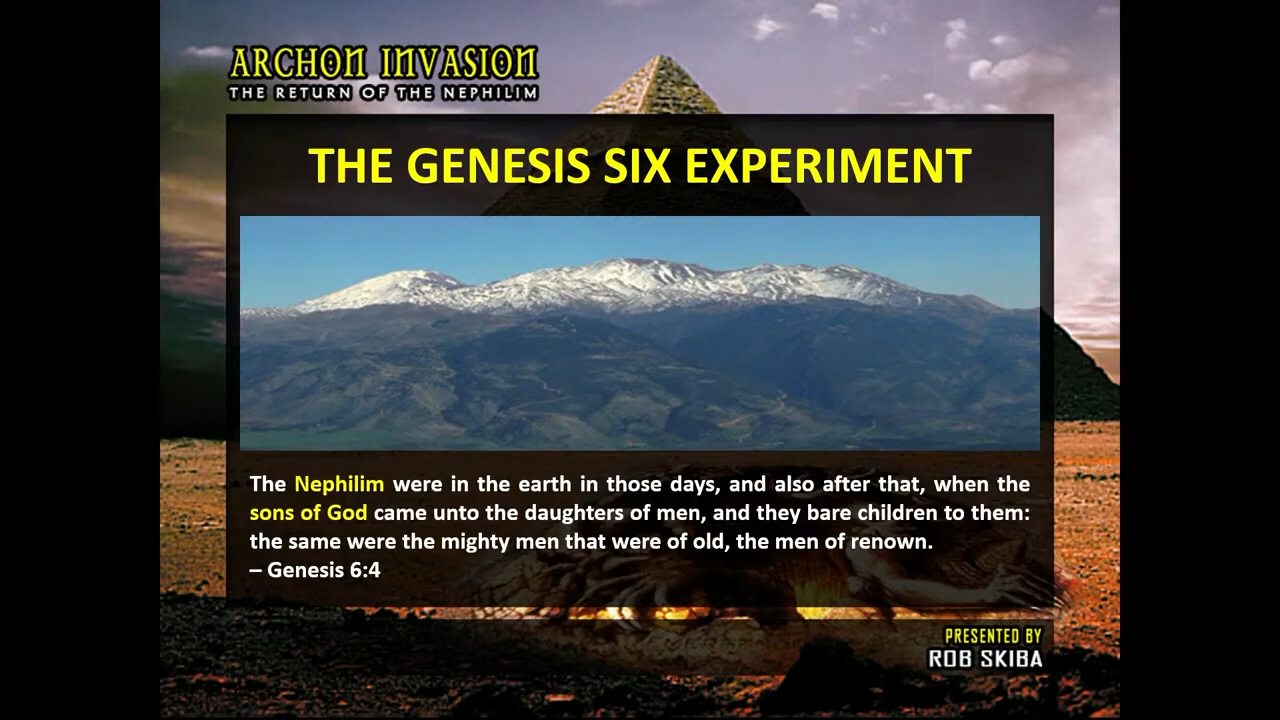 ARCHON INVASION
THE RETURN OF THE NEPHILIM
THE GENESIS SIX EXPERIMENT
The Nephilim were in the earth in those days, and also after that, when the
sons of God came unto the daughters of men, and they bare children to them:
the same were the mighty men that were of old, the men of renown.
– Genesis 6:4
PRESENTED BY
ROB SKIBA